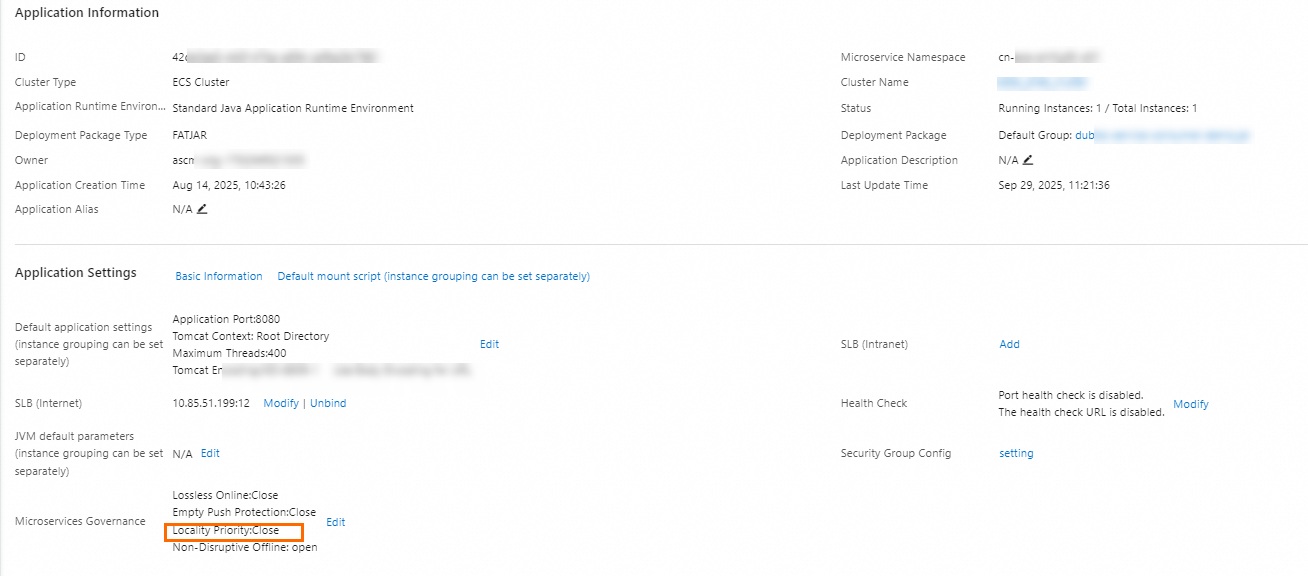 Application Information
ID 42
Microservice Namespace cn-
Cluster Type ECS Cluster
Cluster Name
Application Runtime Environ... Standard Java Application Runtime Environment
Status Running Instances: 1 / Total Instances: 1
Deployment Package Type FATJAR
Deployment Package Default Group: dub
Owner ascn
Application Description N/A
Application Creation Time Aug 14, 2025, 10:43:26
Last Update Time Sep 29, 2025, 11:21:36
Application Alias N/A
Application Settings Basic Information Default mount script (instance grouping can be set separately)
Default application settings
(instance grouping can be set
separately)
Application Port:8080
Tomcat Context: Root Directory
Maximum Threads:400
Tomcat
Edit
SLB (Intranet) Add
SLB (Internet) 10.85.51.199:12 Modify | Unbind
Health Check
Port health check is disabled.
The health check URL is disabled.
Modify
JVM default parameters
(instance grouping can be set
separately)
N/A Edit
Security Group Config setting
Microservices Governance
Lossless Online:Close
Empty Push Protection:Close
Locality Priority:Close
Non-Disruptive Offline: open
Edit